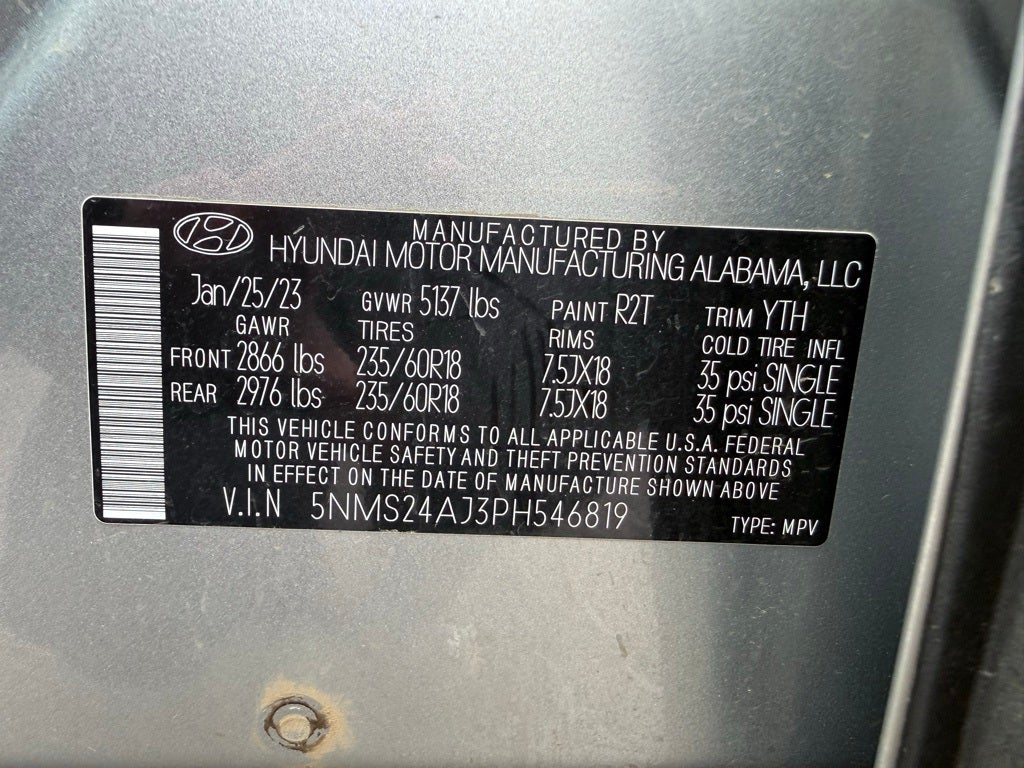 MANUFACTURED BY
HYUNDAI MOTOR MANUFACTURING ALABAMA, LLC
Jan/25/23 GVWR 5137 lbs PAINT R2T TRIM YTH
GAWR TIRES RIMS COLD TIRE INFL
FRONT 2866 lbs 235/60R18 7.5JX18 35 psi SINGLE
REAR 2976 lbs 235/60R18 7.5JX18 35 psi SINGLE
THIS VEHICLE CONFORMS TO ALL APPLICABLE U.S.A. FEDERAL
MOTOR VEHICLE SAFETY AND THEFT PREVENTION STANDARDS
IN EFFECT ON THE DATE OF MANUFACTURE SHOWN ABOVE
V.I.N 5NMS24AJ3PH546819 TYPE: MPV